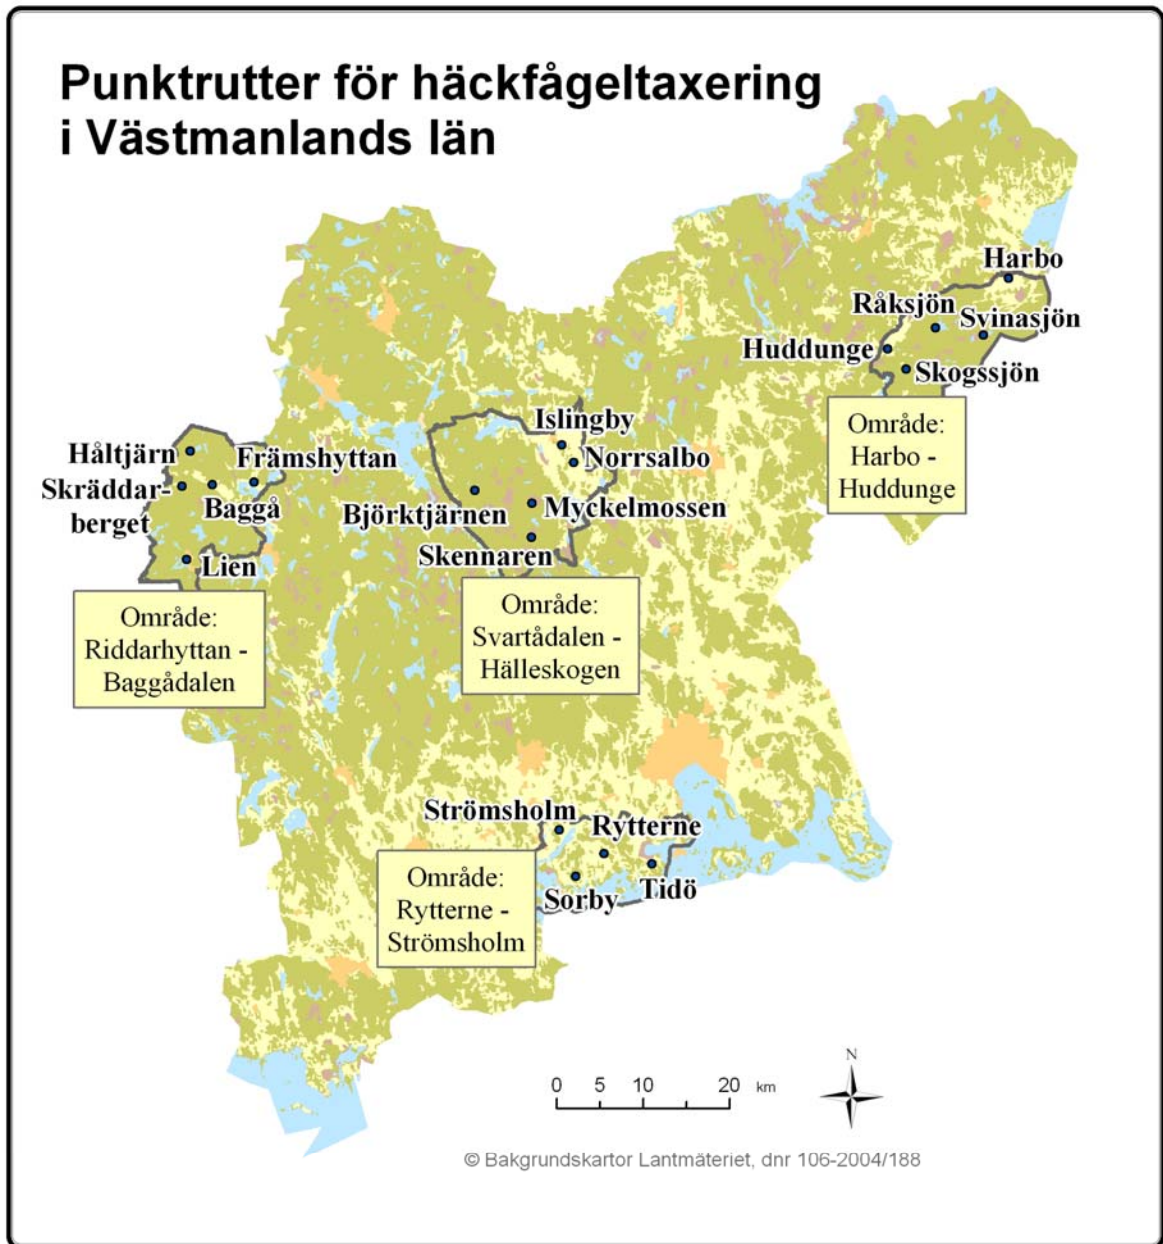 Punktrutter för häckfågeltaxering
i Västmanlands län
Harbo
Råksjön
Svinasjön
Huddunge
Skogssjön
Område:
Harbo -
Huddunge
Islingby
Norrsalbo
Björktjärnen
Myckelmossen
Skennaren
Område:
Svartådalen -
Hälleskogen
Håltjärn
Främshyttan
Skräddar-
berget
Baggå
Lien
Område:
Riddarhyttan -
Baggådalen
Strömsholm
Rytterne
Sorby
Tidö
Område:
Rytterne -
Strömsholm
0 5 10 20 km
N
© Bakgrundskartor Lantmäteriet, dnr 106-2004/188